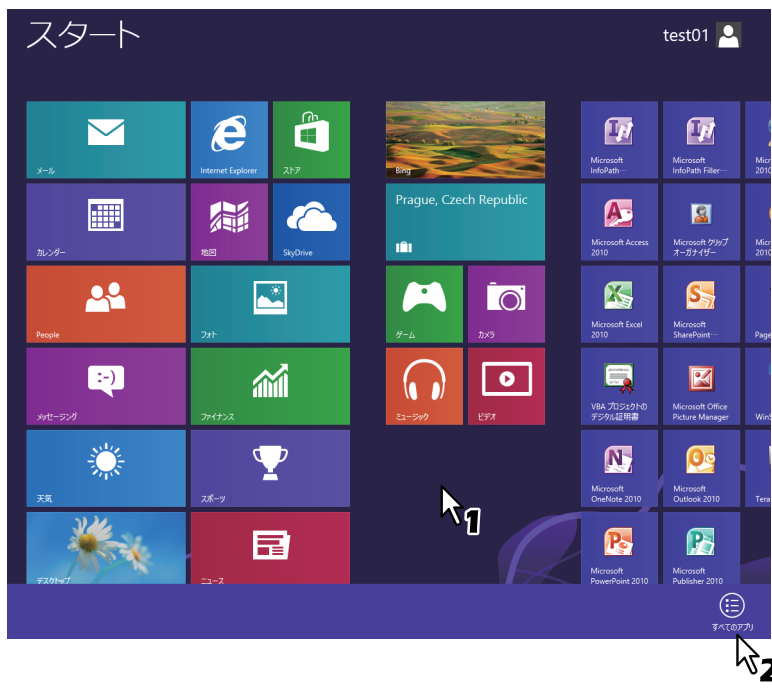 スタート
test01
メール
Internet Explorer
ストア
カレンダー
地図
SkyDrive
People
フォト
メッセージング
ファイナンス
天気
スポーツ
デスクトップ
ニュース
Bing
Prague, Czech Republic
ゲーム
カメラ
ミュージック
ビデオ
Microsoft
InfoPath…
Microsoft
InfoPath Filler…
Micr
2010
Microsoft Access
2010
Microsoft クリップ
オーガナイザー
Micr
2010
Microsoft Excel
2010
Microsoft
SharePoint…
Page
VBA プロジェクトの
デジタル証明書
Microsoft Office
Picture Manager
WinS
Microsoft
OneNote 2010
Microsoft
Outlook 2010
Tera
Microsoft
PowerPoint 2010
Microsoft
Publisher 2010
1
すべてのアプリ
2